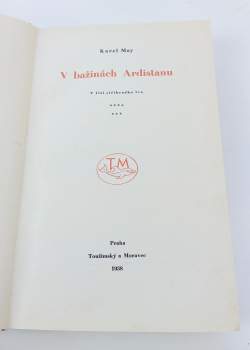 Karel May
V bažinách Ardistanu
V říši stříbrného lva
TM
Praha
Toužimský a Moravec
1938